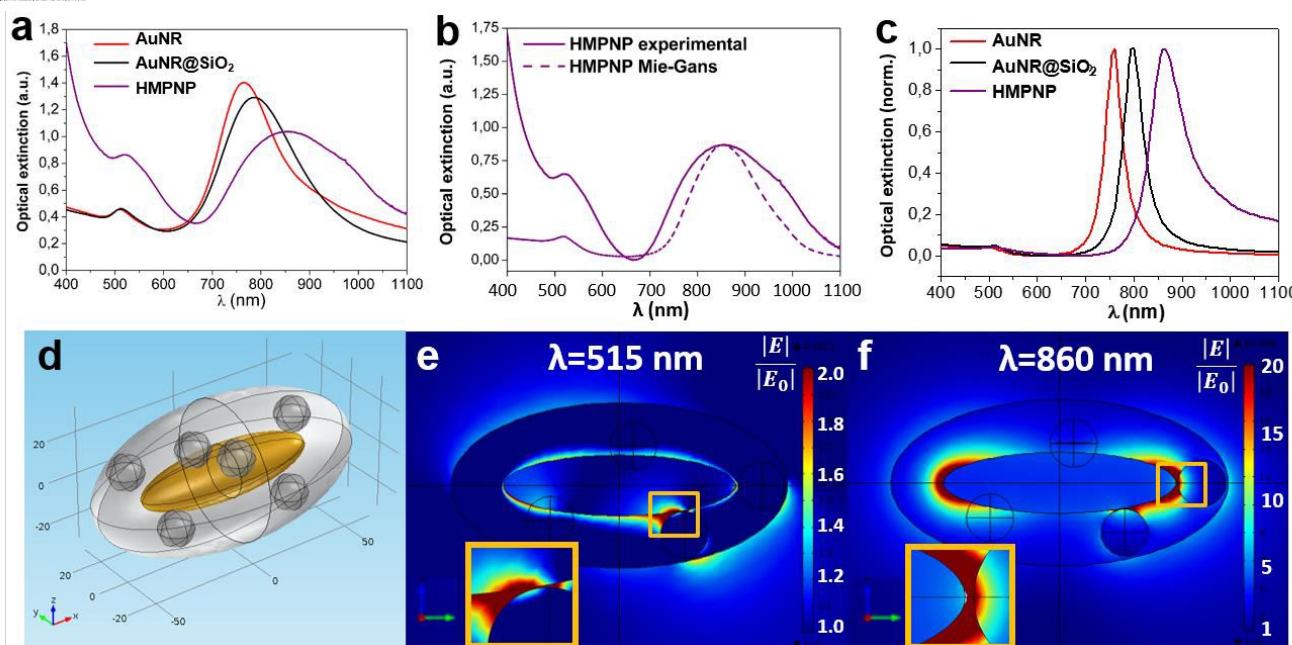 a
AuNR
AuNR@SiO₂
HMPNP
Optical extinction (a.u.)
1,8
1,6
1,4
1,2
1,0
0,8
0,6
0,4
0,2
0,0
400 500 600 700 800 900 1000 1100
λ (nm)
b
HMPNP experimental
HMPNP Mie-Gans
Optical extinction (a.u.)
1,75
1,50
1,25
1,00
0,75
0,50
0,25
0,00
400 500 600 700 800 900 1000 1100
λ (nm)
c
AuNR
AuNR@SiO₂
HMPNP
Optical extinction (norm.)
1,0
0,8
0,6
0,4
0,2
0,0
400 500 600 700 800 900 1000 1100
λ (nm)
d
20
0
-20
20
0
-20
-50
0
50
y z x
e
λ=515 nm
|E|
|E₀|
2.0
1.8
1.6
1.4
1.2
1.0
f
λ=860 nm
|E|
|E₀|
20
15
10
5
1